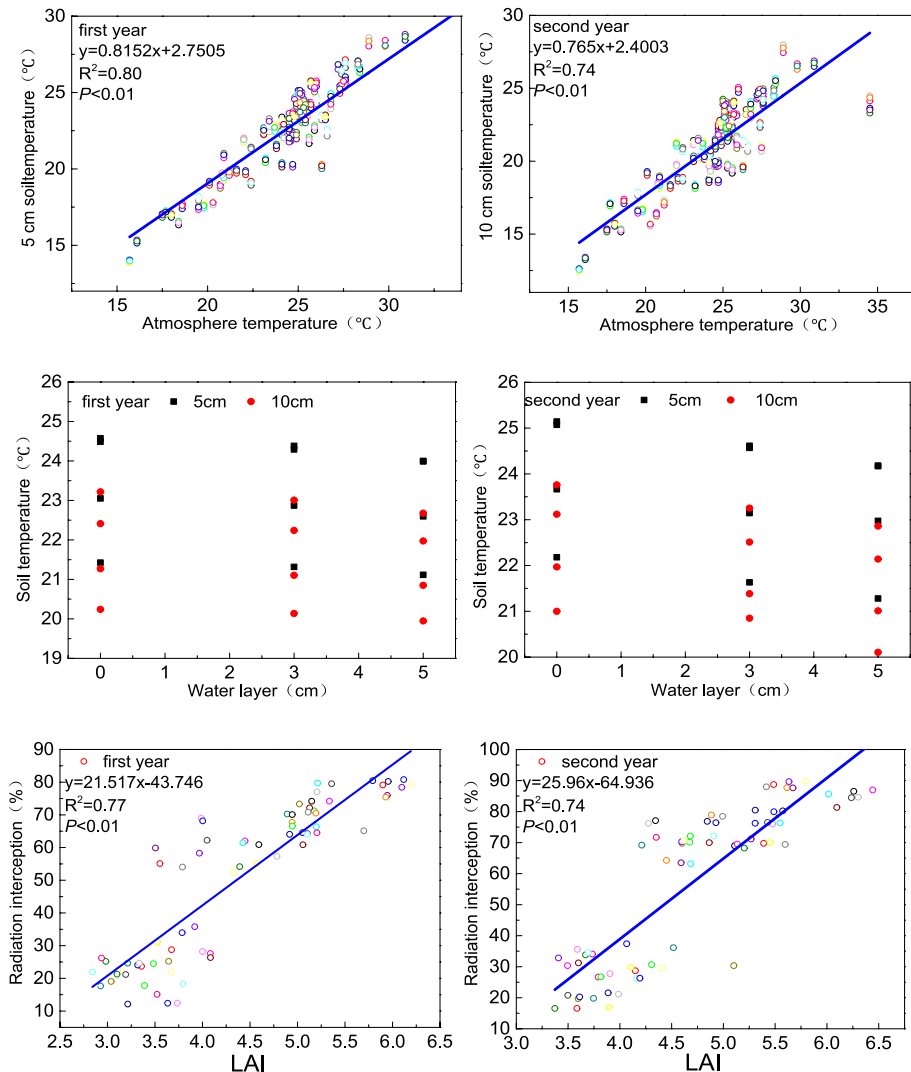 30
25
20
15
5 cm soiltemperature（℃）
first year
y=0.8152x+2.7505
R²=0.80
P<0.01
15 20 25 30
Atmosphere temperature（℃）
30
25
20
15
10 cm soiltemperature（℃）
second year
y=0.765x+2.4003
R²=0.74
P<0.01
15 20 25 30 35
Atmosphere temperature（℃）
26
25
24
23
22
21
20
19
Soil temperature（℃）
first year 5cm 10cm
0 1 2 3 4 5
Water layer（cm）
26
25
24
23
22
21
20
Soil temperature（℃）
second year 5cm 10cm
0 1 2 3 4 5
Water layer（cm）
90
80
70
60
50
40
30
20
10
Radiation interception（%）
first year
y=21.517x-43.746
R²=0.77
P<0.01
2.5 3.0 3.5 4.0 4.5 5.0 5.5 6.0 6.5
LAI
100
90
80
70
60
50
40
30
20
10
Radiation interception（%）
second year
y=25.96x-64.936
R²=0.74
P<0.01
3.0 3.5 4.0 4.5 5.0 5.5 6.0 6.5
LAI